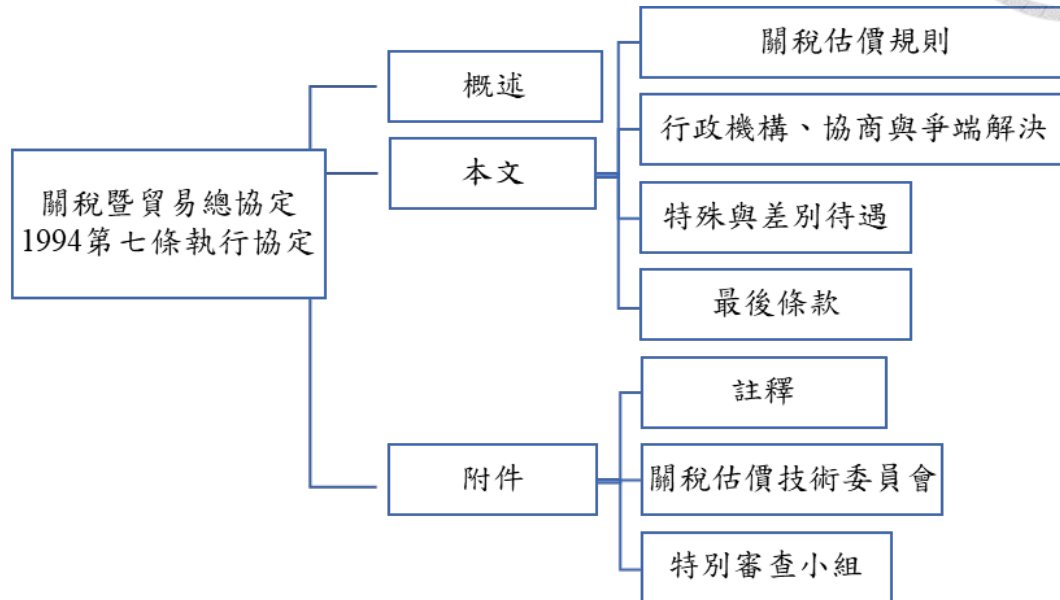 關稅暨貿易總協定
1994第七條執行協定
概述
本文
關稅估價規則
行政機構、協商與爭端解決
特殊與差別待遇
最後條款
附件
註釋
關稅估價技術委員會
特別審查小組